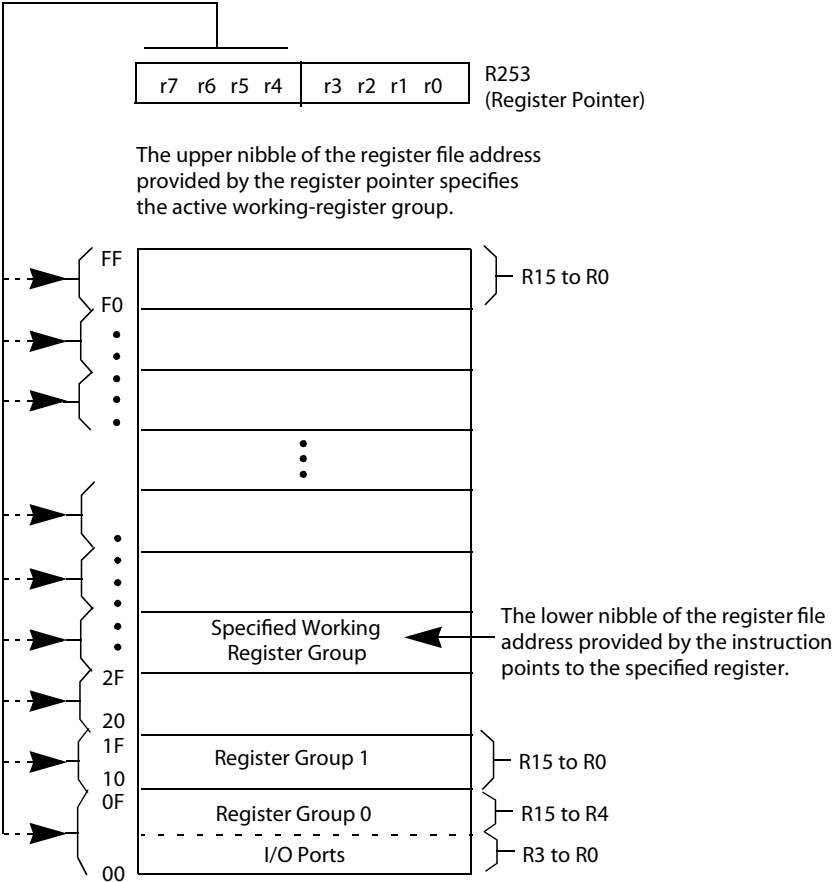 r7 r6 r5 r4 r3 r2 r1 r0
R253
(Register Pointer)
The upper nibble of the register file address
provided by the register pointer specifies
the active working-register group.
FF
R15 to R0
F0
Specified Working
Register Group
The lower nibble of the register file
address provided by the instruction
points to the specified register.
2F
20
1F
Register Group 1
R15 to R0
10
0F
Register Group 0
R15 to R4
I/O Ports
R3 to R0
00